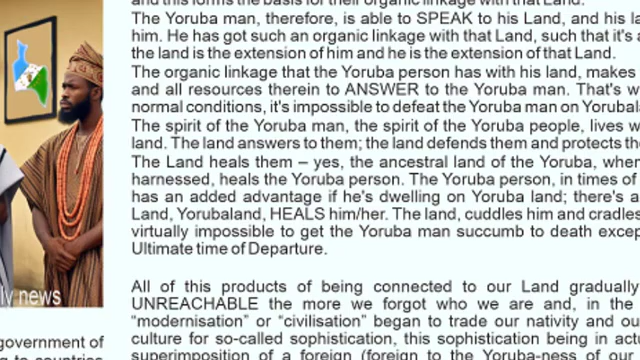 and this forms the basis for their organic linkage with that Land.
The Yoruba man, therefore, is able to SPEAK to his Land, and his
him. He has got such an organic linkage with that Land, such that it's
the land is the extension of him and he is the extension of that Land.
The organic linkage that the Yoruba person has with his land, makes
and all resources therein to ANSWER to the Yoruba man. That's
normal conditions, it's impossible to defeat the Yoruba man on
The spirit of the Yoruba man, the spirit of the Yoruba people, lives
land. The land answers to them; the land defends them and protects
The Land heals them – yes, the ancestral land of the Yoruba,
harnessed, heals the Yoruba person. The Yoruba person, in times of
has an added advantage if he's dwelling on Yoruba land; there's
Land, Yorubaland, HEALS him/her. The land, cuddles him and cradles
virtually impossible to get the Yoruba man succumb to death
Ultimate time of Departure.
All of this products of being connected to our Land gradually
UNREACHABLE the more we forgot who we are and, in the
"modernisation" or "civilisation" began to trade our nativity and
culture for so-called sophistication, this sophistication being in
superimposition of a foreign (foreign to the Yoruba-ness of
news
government of
to countries